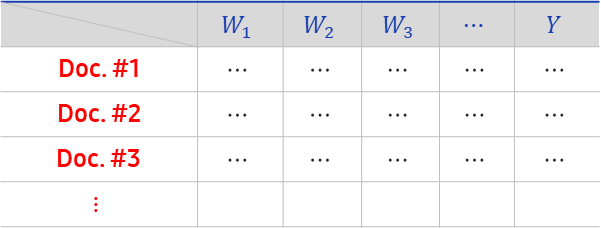 W₁ W₂ W₃ ⋯ Y
Doc. #1 ⋯ ⋯ ⋯ ⋯ ⋯
Doc. #2 ⋯ ⋯ ⋯ ⋯ ⋯
Doc. #3 ⋯ ⋯ ⋯ ⋯ ⋯
⋮